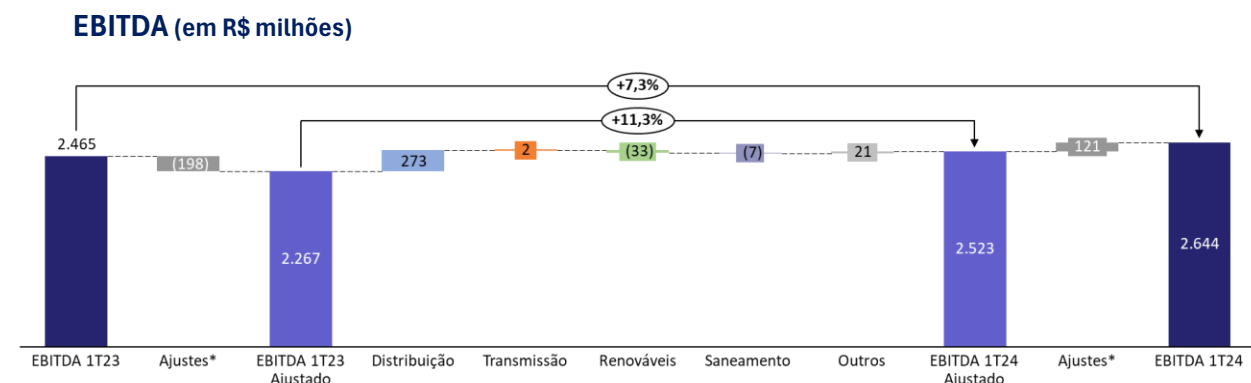 EBITDA (em R$ milhões)
+7,3%
+11,3%
2.465
(198)
2.267
273
2
(33)
(7)
21
2.523
121
2.644
EBITDA 1T23
Ajustes*
EBITDA 1T23
Ajustado
Distribuição
Transmissão
Renováveis
Saneamento
Outros
EBITDA 1T24
Ajustado
Ajustes*
EBITDA 1T24